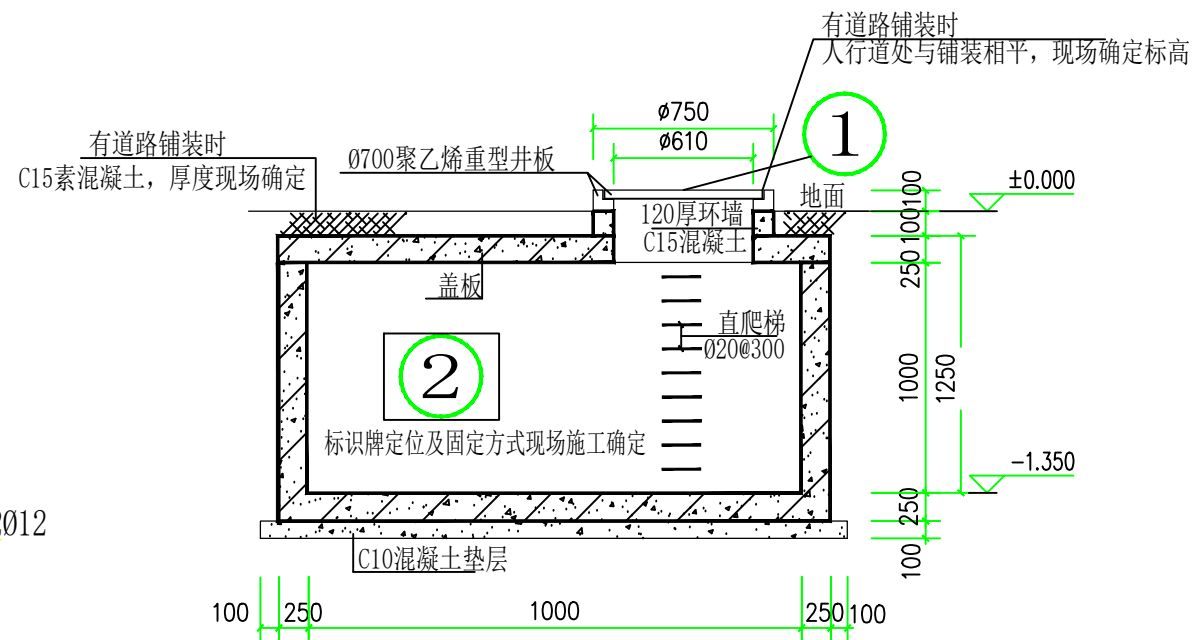 有道路铺装时
人行道处与铺装相平，现场确定标高
ø750
1
ø610
有道路铺装时
C15素混凝土，厚度现场确定
Ø700聚乙烯重型井板
地面
±0.000
100
100
120厚环墙
C15混凝土
250
盖板
直爬梯
Ø20@300
1000
1250
2
标识牌定位及固定方式现场施工确定
-1.350
250
Ø12
C10混凝土垫层
100
100
250
1000
250
100